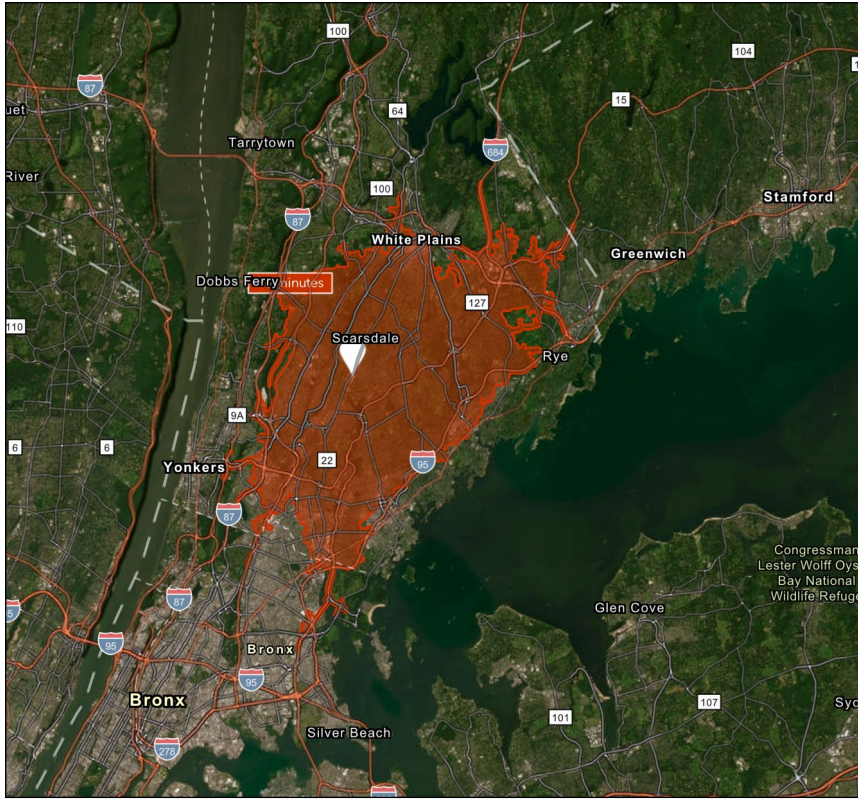 100
104
87
15
64
uet
Tarrytown
684
River
100
Stamford
87
White Plains
Greenwich
Dobbs Ferry
minutes
127
110
Scarsdale
Rye
9A
6
6
22
95
Yonkers
87
Congressman
Lester Wolff Oys
Bay National
Wildlife Refuge
87
Glen Cove
5
95
Bronx
95
Bronx
107
Syo
101
Silver Beach
278